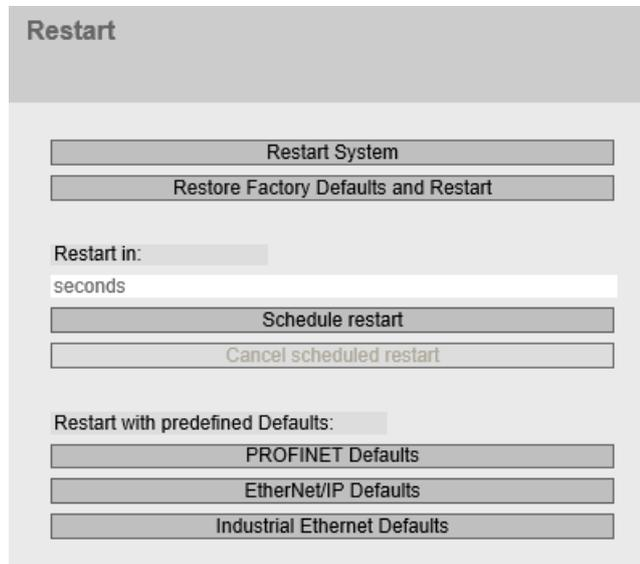 Restart
Restart System
Restore Factory Defaults and Restart
Restart in:
seconds
Schedule restart
Cancel scheduled restart
Restart with predefined Defaults:
PROFINET Defaults
EtherNet/IP Defaults
Industrial Ethernet Defaults